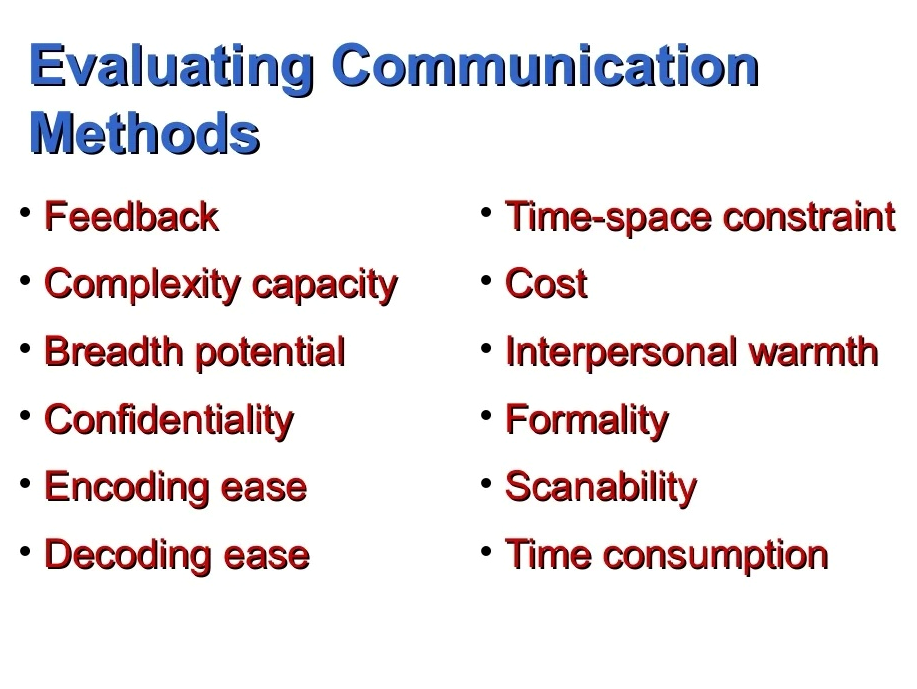 Evaluating Communication
Methods
• Feedback
• Complexity capacity
• Breadth potential
• Confidentiality
• Encoding ease
• Decoding ease
• Time-space constraint
• Cost
• Interpersonal warmth
• Formality
• Scanability
• Time consumption